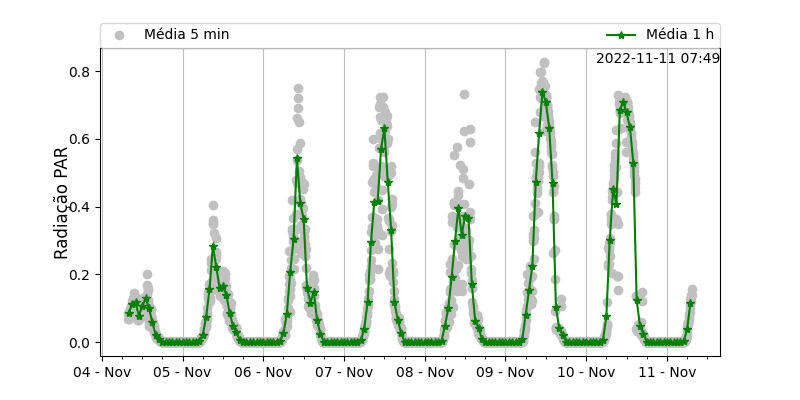 Média 5 min
Média 1 h
2022-11-11 07:49
Radiação PAR
0.8
0.6
0.4
0.2
0.0
04 - Nov
05 - Nov
06 - Nov
07 - Nov
08 - Nov
09 - Nov
10 - Nov
11 - Nov